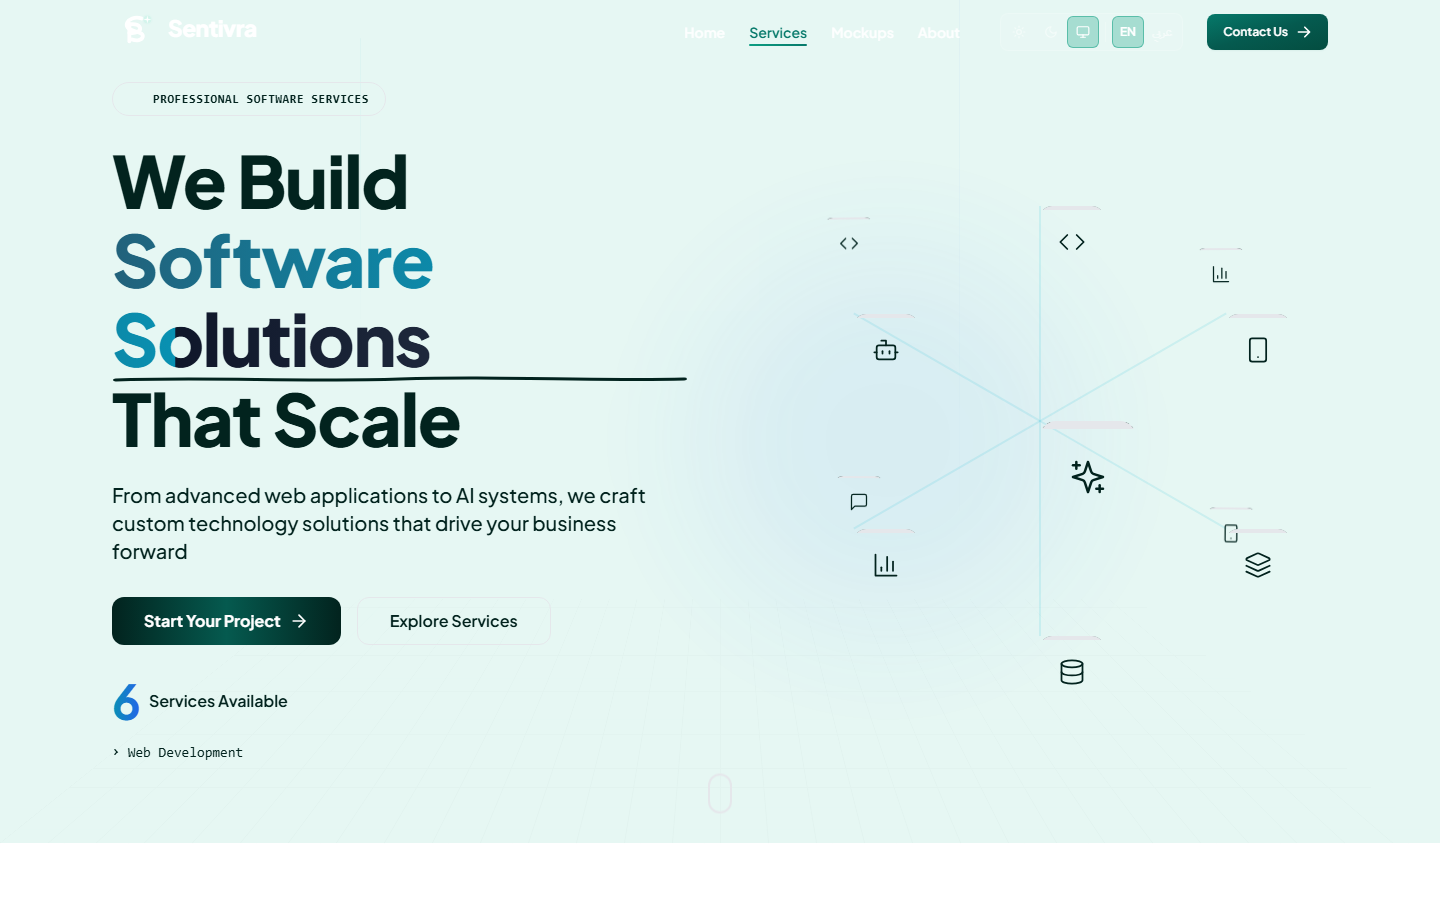 Sentivra
Home
Services
Mockups
About
EN
عربي
Contact Us
PROFESSIONAL SOFTWARE SERVICES
We Build
Software
Solutions
That Scale
From advanced web applications to AI systems, we craft
custom technology solutions that drive your business
forward
Start Your Project
Explore Services
6 Services Available
› Web Development